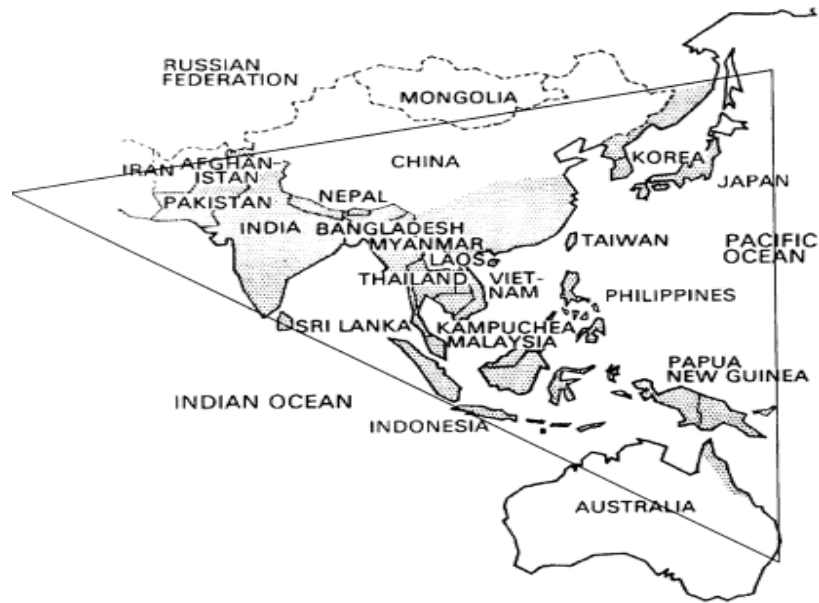 RUSSIAN
FEDERATION
MONGOLIA
IRAN
AFGHAN-
ISTAN
CHINA
KOREA
JAPAN
PAKISTAN
NEPAL
INDIA
BANGLADESH
MYANMAR
LAOS
TAIWAN
PACIFIC
OCEAN
THAILAND
VIET-
NAM
PHILIPPINES
SRI LANKA
KAMPUCHEA
MALAYSIA
PAPUA
NEW GUINEA
INDIAN OCEAN
INDONESIA
AUSTRALIA